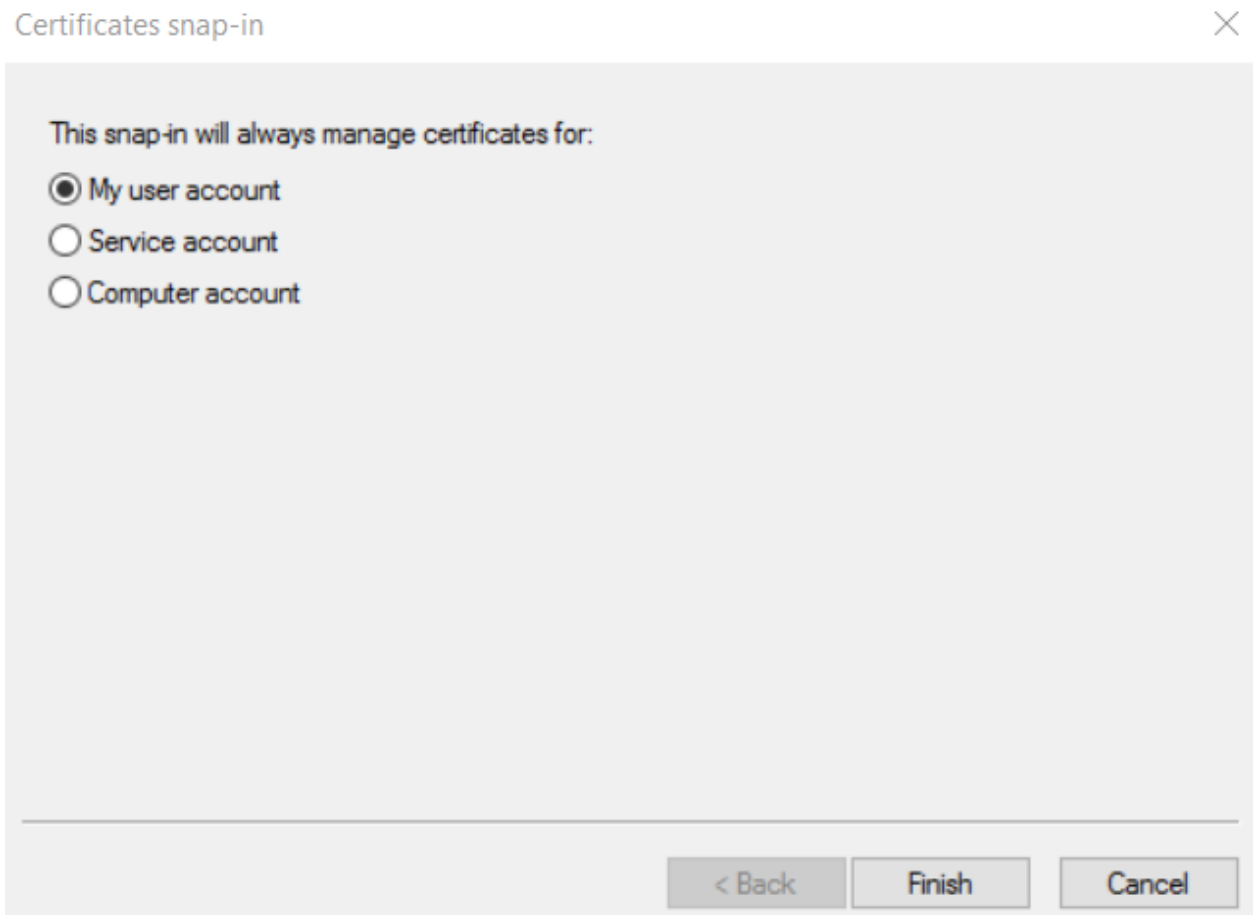 Certificates snap-in
This snap-in will always manage certificates for:
My user account
Service account
Computer account
< Back Finish Cancel